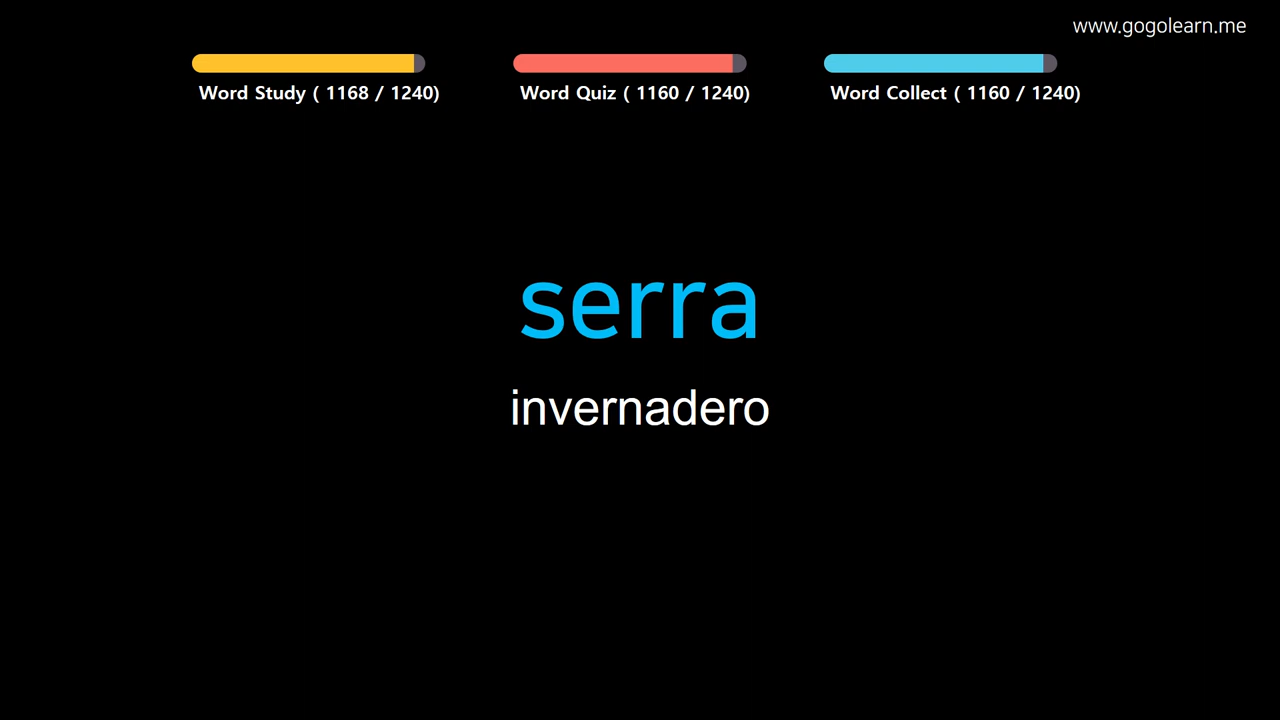 www.gogolearn.me
Word Study ( 1168 / 1240)
Word Quiz ( 1160 / 1240)
Word Collect ( 1160 / 1240)
serra
invernadero